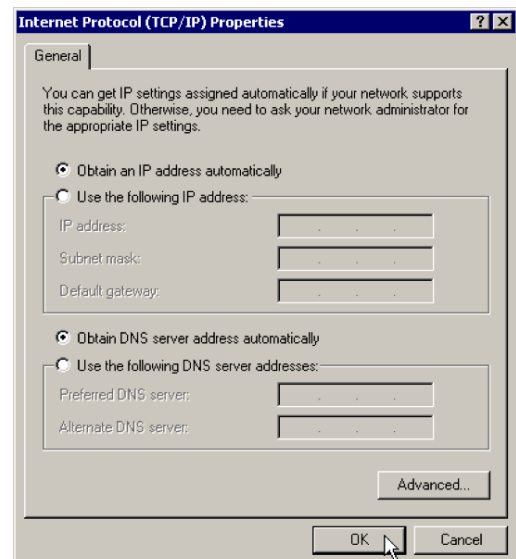 Internet Protocol (TCP/IP) Properties
General
You can get IP settings assigned automatically if your network supports
this capability. Otherwise, you need to ask your network administrator for
the appropriate IP settings.
Obtain an IP address automatically
Use the following IP address:
IP address:
Subnet mask:
Default gateway:
Obtain DNS server address automatically
Use the following DNS server addresses:
Preferred DNS server:
Alternate DNS server:
Advanced...
OK Cancel